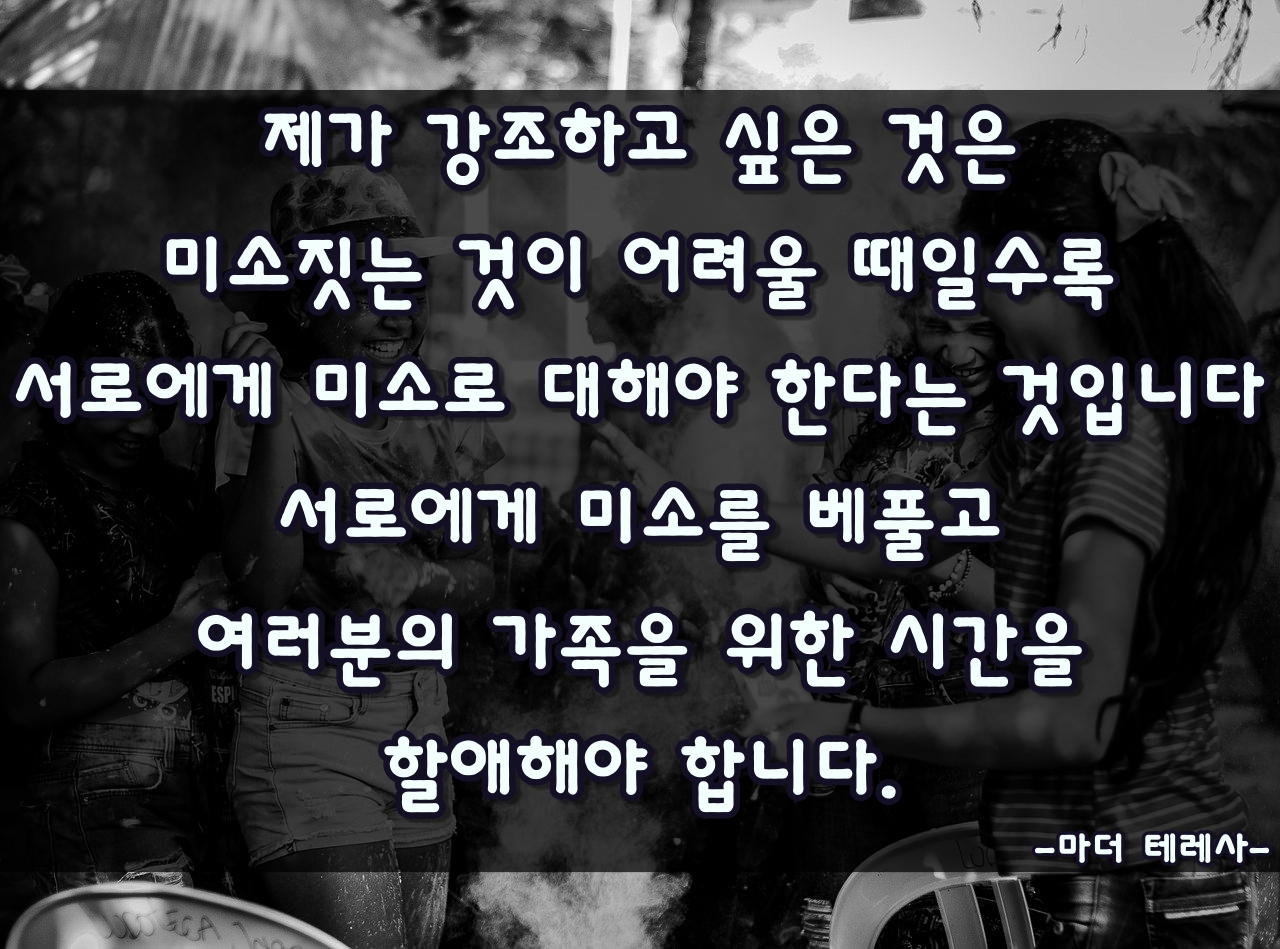 제가 강조하고 싶은 것은
미소짓는 것이 어려울 때일수록
서로에게 미소로 대해야 한다는 것입니다
서로에게 미소를 베풀고
여러분의 가족을 위한 시간을
할애해야 합니다.
-마더 테레사-
ESPI